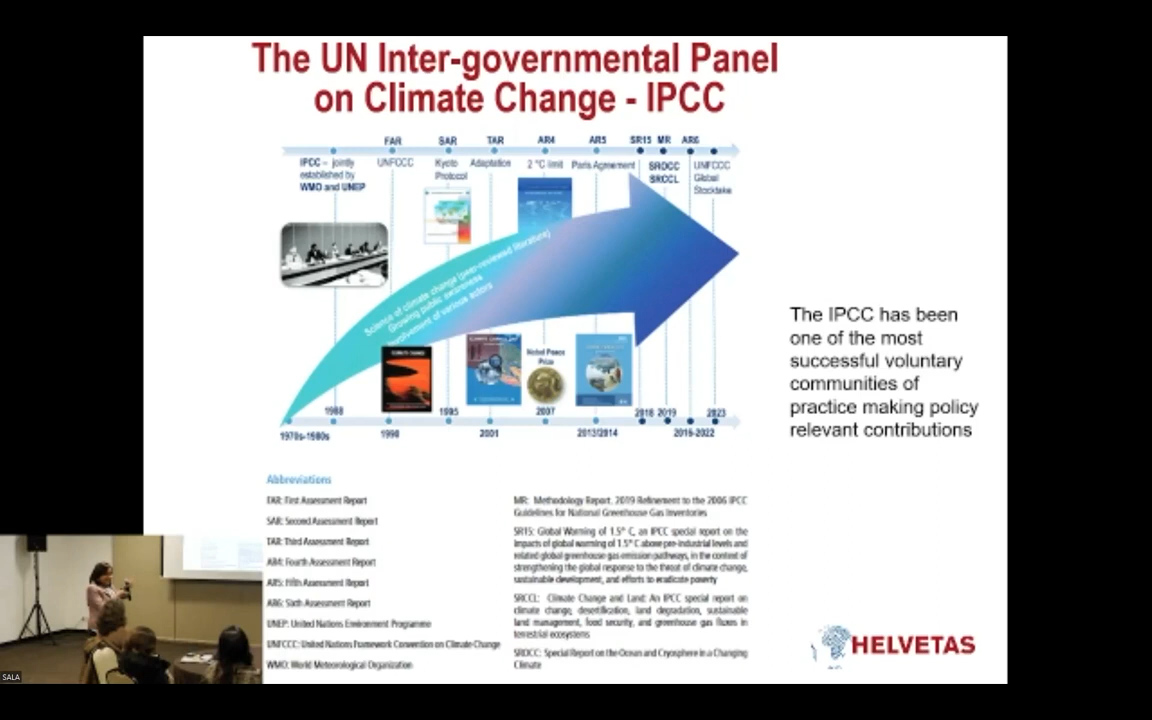 The UN Inter-governmental Panel
on Climate Change - IPCC
FAR SAR TAR AR4 AR5 SR15 MR AR6
IPCC – jointly
established by
WMO and UNEP
UNFCCC
Kyoto
Protocol
Adaptation
2 °C limit
Paris Agreement
SROCC
SRCCL
UNFCCC
Global
Stocktake
Science of climate change (peer-reviewed literature)
Growing public awareness
Involvement of various actors
CLIMATE CHANGE
Nobel Peace
Prize
1970s-1980s
1988
1990
1995
2001
2007
2013/2014
2018 2019
2016-2022
2023
The IPCC has been
one of the most
successful voluntary
communities of
practice making policy
relevant contributions
Abbreviations
FAR: First Assessment Report
SAR: Second Assessment Report
TAR: Third Assessment Report
AR4: Fourth Assessment Report
AR5: Fifth Assessment Report
AR6: Sixth Assessment Report
UNEP: United Nations Environment Programme
UNFCCC: United Nations Framework Convention on Climate Change
WMO: World Meteorological Organization
MR: Methodology Report. 2019 Refinement to the 2006 IPCC
Guidelines for National Greenhouse Gas Inventories
SR15: Global Warming of 1.5° C, an IPCC special report on the
impacts of global warming of 1.5° C above pre-industrial levels and
related global greenhouse gas emission pathways, in the context of
strengthening the global response to the threat of climate change,
sustainable development, and efforts to eradicate poverty
SRCCL: Climate Change and Land: An IPCC special report on
climate change, desertification, land degradation, sustainable
land management, food security, and greenhouse gas fluxes in
terrestrial ecosystems
SROCC: Special Report on the Ocean and Cryosphere in a Changing
Climate
HELVETAS
SALA